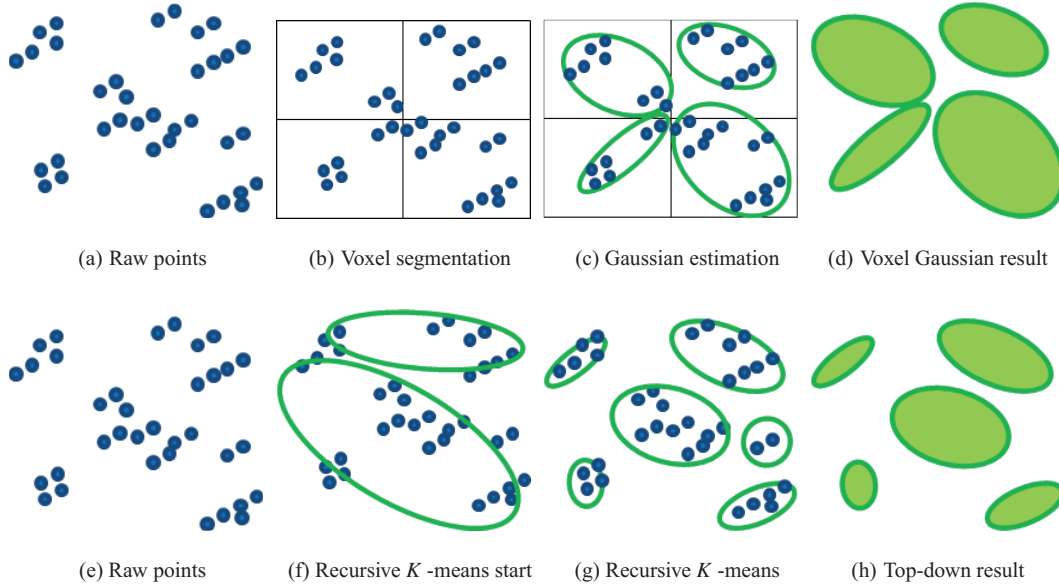 (a) Raw points
(b) Voxel segmentation
(c) Gaussian estimation
(d) Voxel Gaussian result
(e) Raw points
(f) Recursive K -means start
(g) Recursive K -means
(h) Top-down result